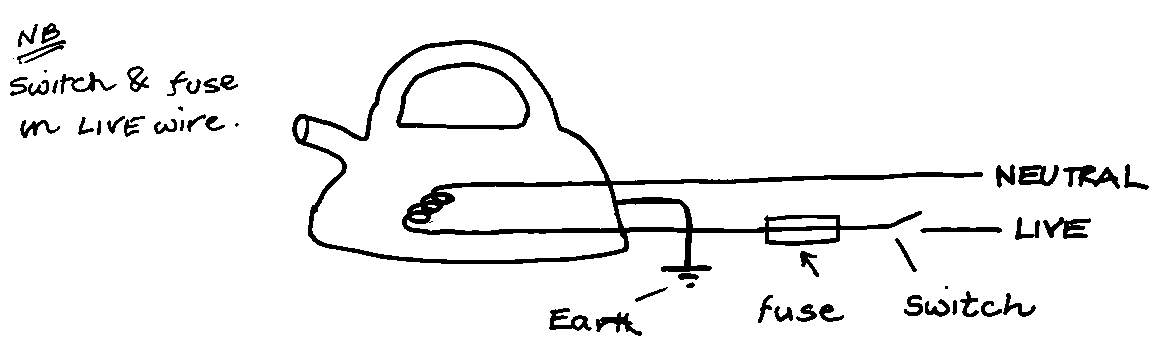 NB
Switch & fuse
in LIVE wire.
NEUTRAL
LIVE
Earth
fuse
Switch